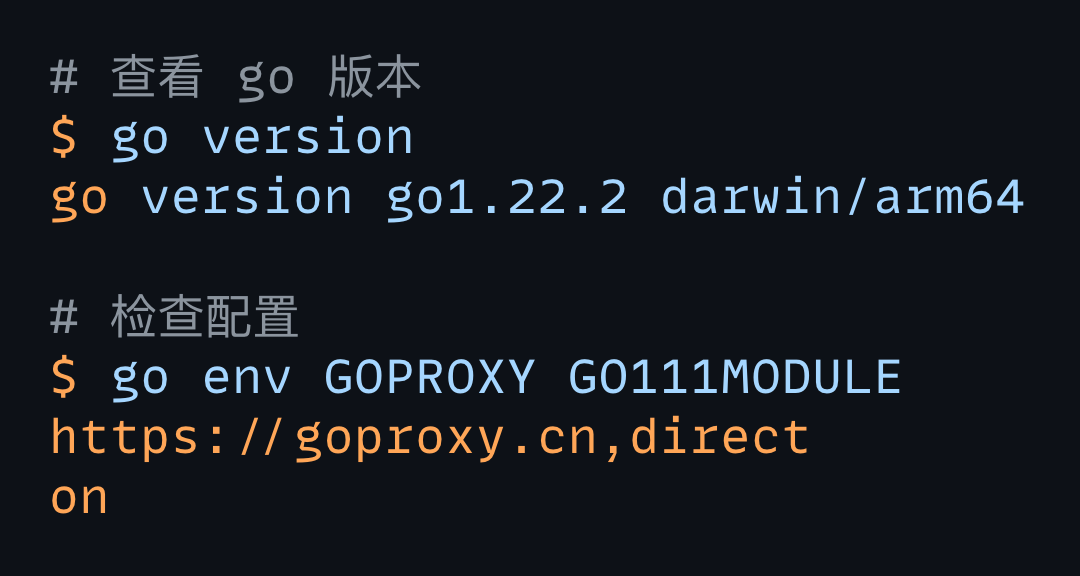 # 查看 go 版本
$ go version
go version go1.22.2 darwin/arm64
# 检查配置
$ go env GOPROXY GO111MODULE
https://goproxy.cn,direct
on